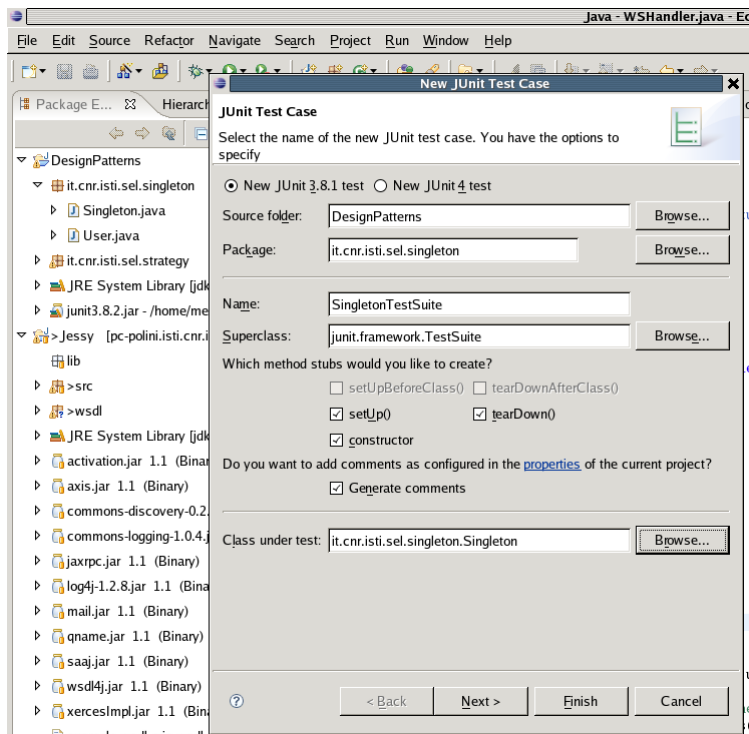 Java - WSHandler.java - Ec
File Edit Source Refactor Navigate Search Project Run Window Help
Package E... Hierarch
DesignPatterns
it.cnr.isti.sel.singleton
Singleton.java
User.java
it.cnr.isti.sel.strategy
JRE System Library [jdk
junit3.8.2.jar - /home/me
>Jessy [pc-polini.isti.cnr.i
lib
>src
>wsdl
JRE System Library [jdk
activation.jar 1.1 (Binar
axis.jar 1.1 (Binary)
commons-discovery-0.2.
commons-logging-1.0.4.j
jaxrpc.jar 1.1 (Binary)
log4j-1.2.8.jar 1.1 (Bina
mail.jar 1.1 (Binary)
qname.jar 1.1 (Binary)
saaj.jar 1.1 (Binary)
wsdl4j.jar 1.1 (Binary)
xercesImpl.jar 1.1 (Bin
New JUnit Test Case
JUnit Test Case
Select the name of the new JUnit test case. You have the options to
specify
New JUnit 3.8.1 test New JUnit 4 test
Source folder: DesignPatterns Browse...
Package: it.cnr.isti.sel.singleton Browse...
Name: SingletonTestSuite
Superclass: junit.framework.TestSuite Browse...
Which method stubs would you like to create?
setUpBeforeClass() tearDownAfterClass()
setUp() tearDown()
constructor
Do you want to add comments as configured in the properties of the current project?
Generate comments
Class under test: it.cnr.isti.sel.singleton.Singleton Browse...
< Back Next > Finish Cancel